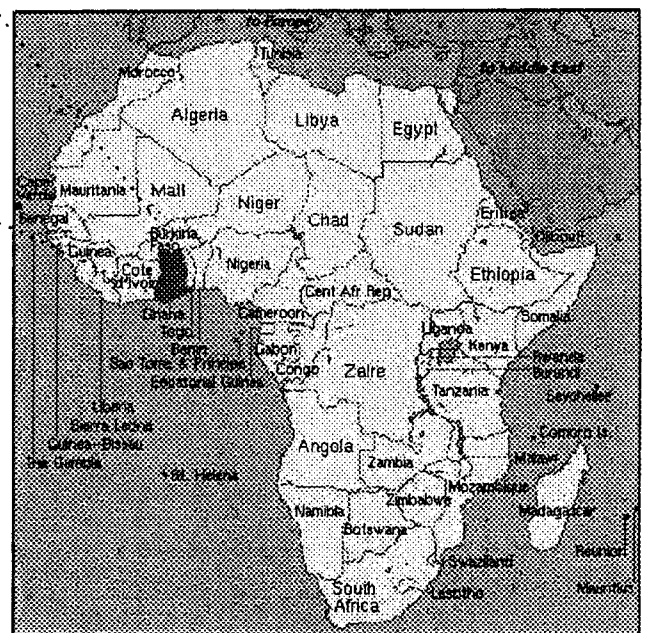 to Europe
Tunisia
to Middle East
Morocco
Algeria
Libya
Egypt
Cape
Verde
Mauritania
Mali
Niger
Chad
Sudan
Eritrea
Djibouti
Senegal
Burkina
Faso
Guinea
Cote
d'Ivoire
Nigeria
Ethiopia
Cent Afr Rep
Ghana
Cameroon
Somalia
Togo
Uganda
Benin
Kenya
Sao Tome & Principe
Gabon
Rwanda
Equatorial Guinea
Congo
Zaire
Burundi
Tanzania
Seychelles
Liberia
Sierra Leone
Guinea-Bissau
The Gambia
Comoro Is.
Angola
Zambia
Malawi
St. Helena
Mozambique
Zimbabwe
Namibia
Madagascar
Botswana
Reunion
Swaziland
Mauritius
South
Africa
Lesotho